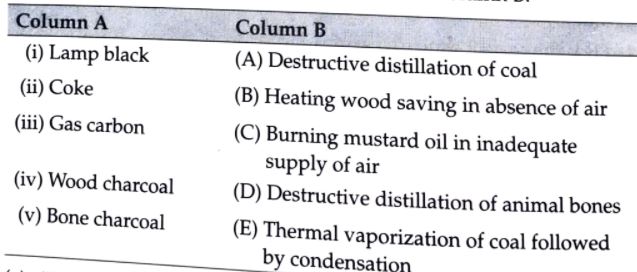 Column A Column B
(i) Lamp black (A) Destructive distillation of coal
(ii) Coke (B) Heating wood saving in absence of air
(iii) Gas carbon (C) Burning mustard oil in inadequate
supply of air
(iv) Wood charcoal (D) Destructive distillation of animal bones
(v) Bone charcoal (E) Thermal vaporization of coal followed
by condensation